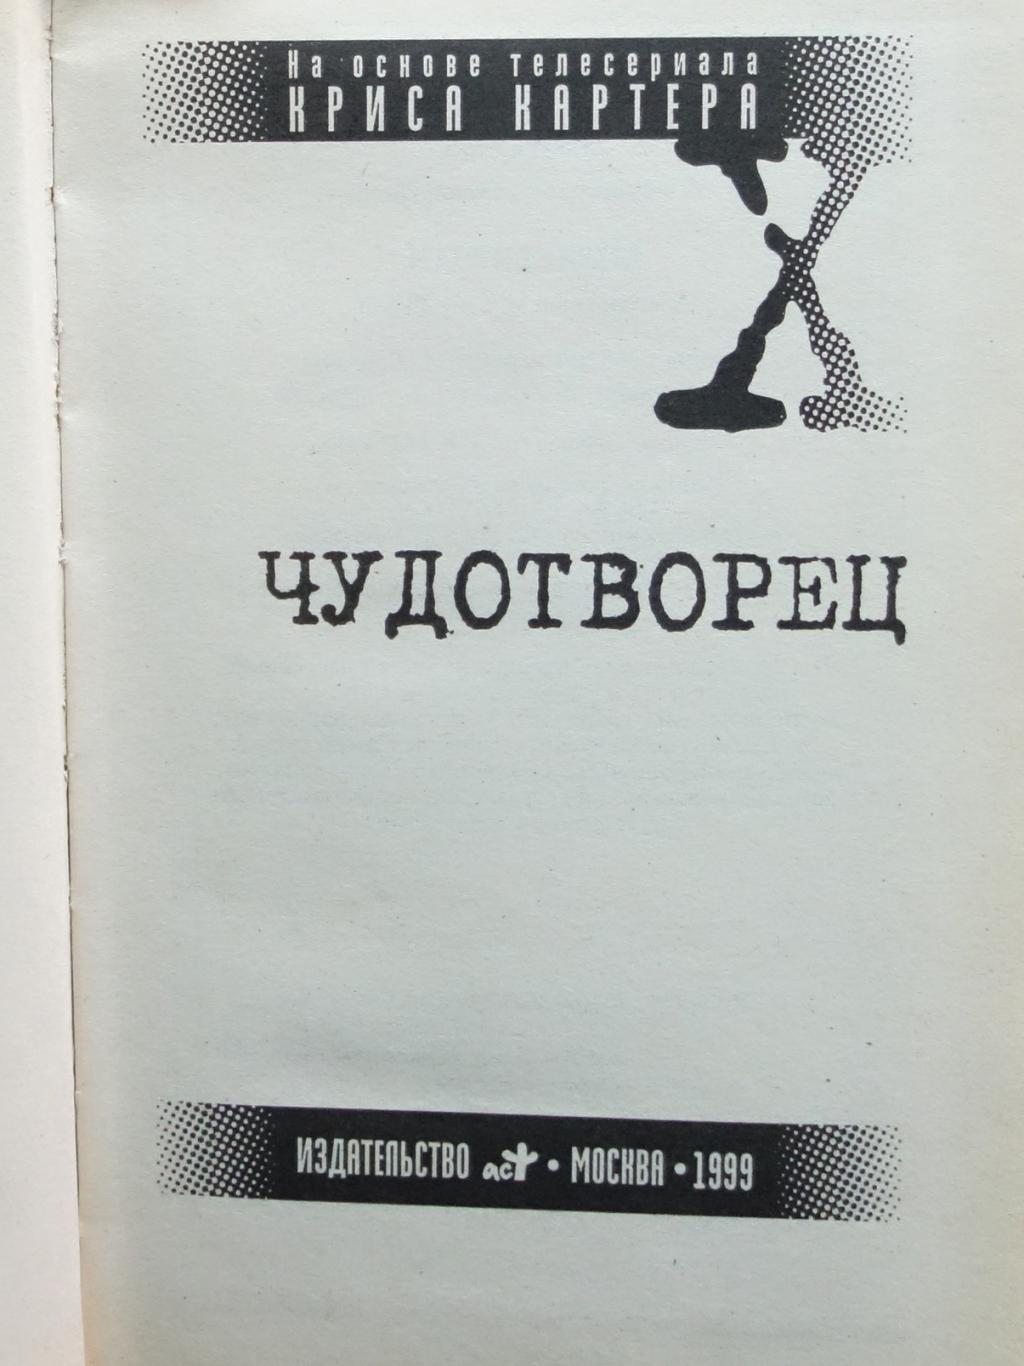 На основе телесериала
КРИСА КАРТЕРА
X
ЧУДОТВОРЕЦ
ИЗДАТЕЛЬСТВО аст • МОСКВА • 1999